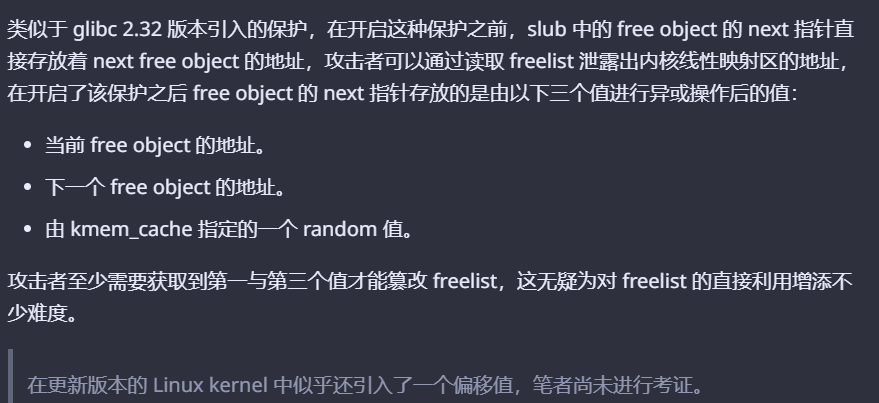 类似于 glibc 2.32 版本引入的保护，在开启这种保护之前，slub 中的 free object 的 next 指针直
接存放着 next free object 的地址，攻击者可以通过读取 freelist 泄露出内核线性映射区的地址，
在开启了该保护之后 free object 的 next 指针存放的是由以下三个值进行异或操作后的值：
• 当前 free object 的地址。
• 下一个 free object 的地址。
• 由 kmem_cache 指定的一个 random 值。
攻击者至少需要获取到第一与第三个值才能篡改 freelist，这无疑为对 freelist 的直接利用增添不
少难度。
在更新版本的 Linux kernel 中似乎还引入了一个偏移值，笔者尚未进行考证。